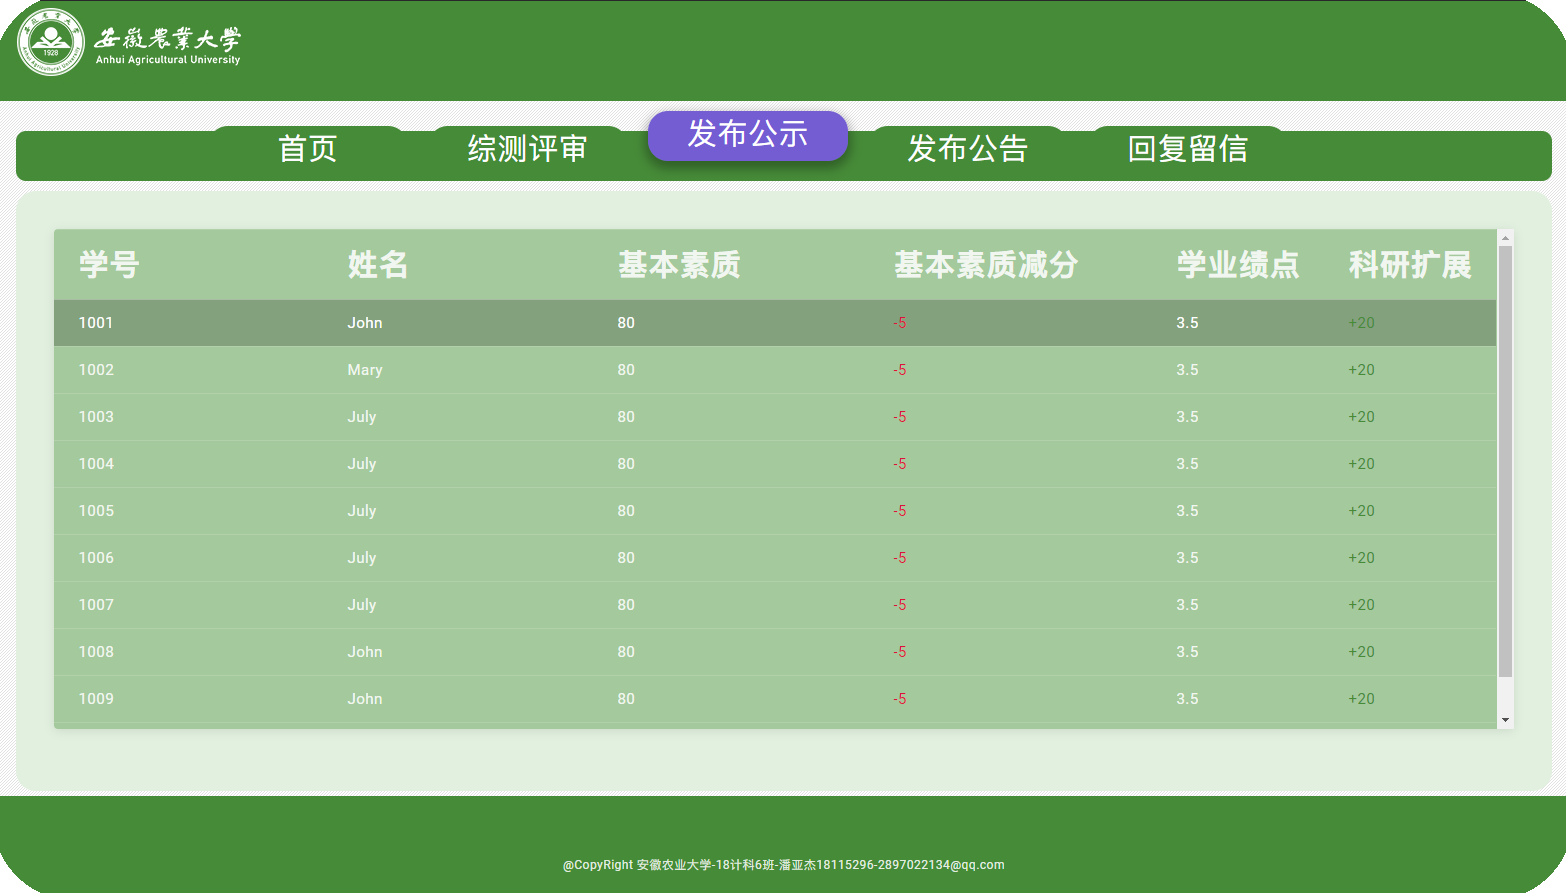 安徽農業大學
Anhui Agricultural University
1928
首页 综测评审 发布公示 发布公告 回复留信
学号 姓名 基本素质 基本素质减分 学业绩点 科研扩展
1001 John 80 -5 3.5 +20
1002 Mary 80 -5 3.5 +20
1003 July 80 -5 3.5 +20
1004 July 80 -5 3.5 +20
1005 July 80 -5 3.5 +20
1006 July 80 -5 3.5 +20
1007 July 80 -5 3.5 +20
1008 John 80 -5 3.5 +20
1009 John 80 -5 3.5 +20
@CopyRight 安徽农业大学-18计科6班-潘亚杰18115296-2897022134@qq.com